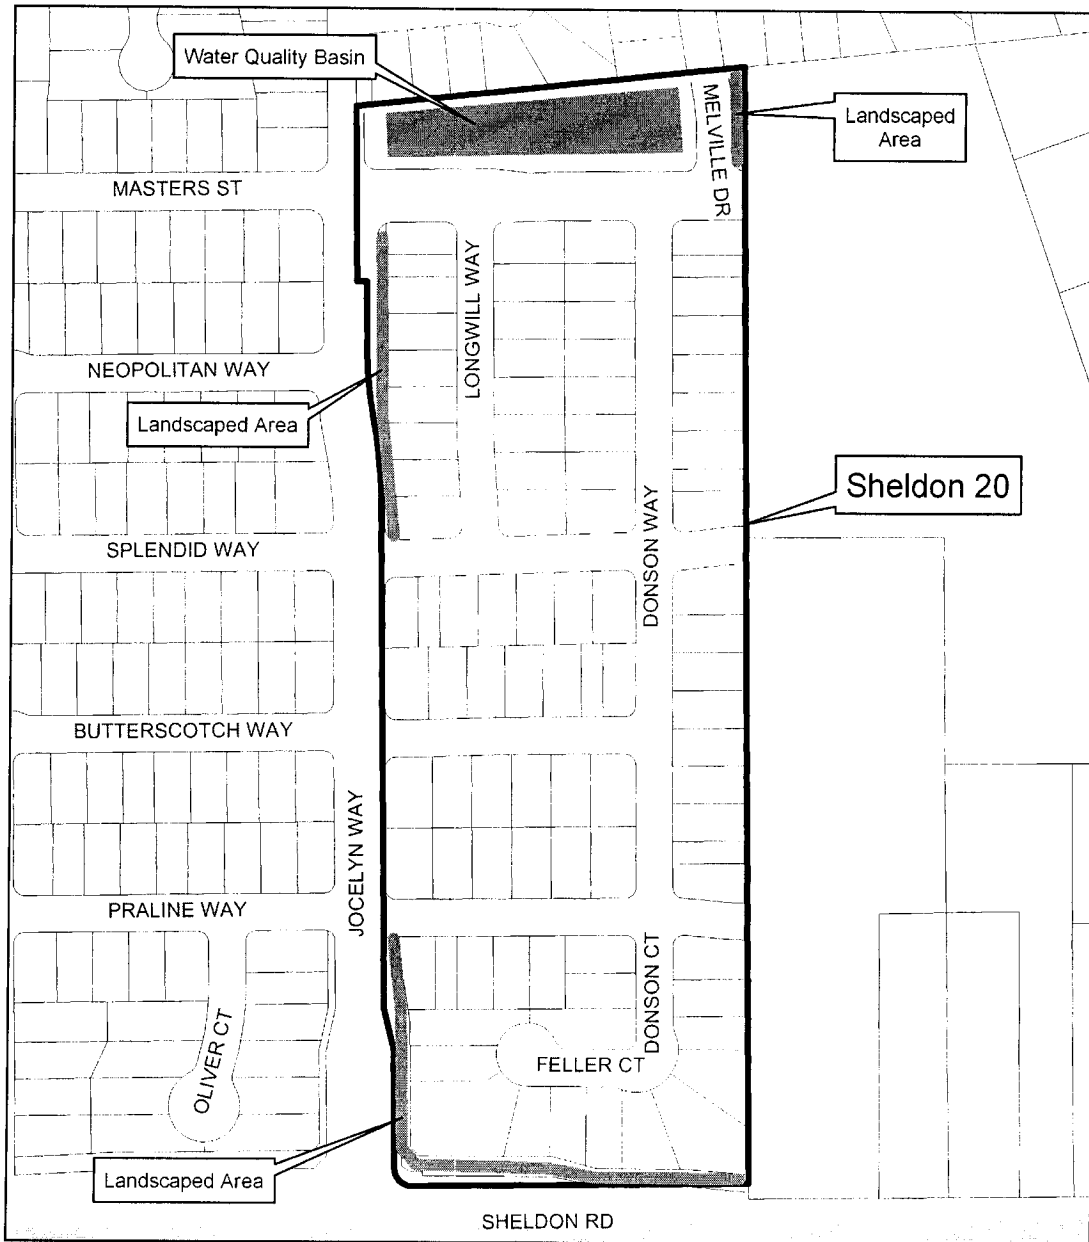 Water Quality Basin
MELVILLE DR
Landscaped
Area
MASTERS ST
LONGWILL WAY
NEOPOLITAN WAY
Landscaped Area
Sheldon 20
DONSON WAY
SPLENDID WAY
BUTTERSCOTCH WAY
JOCELYN WAY
PRALINE WAY
DONSON CT
OLIVER CT
FELLER CT
Landscaped Area
SHELDON RD